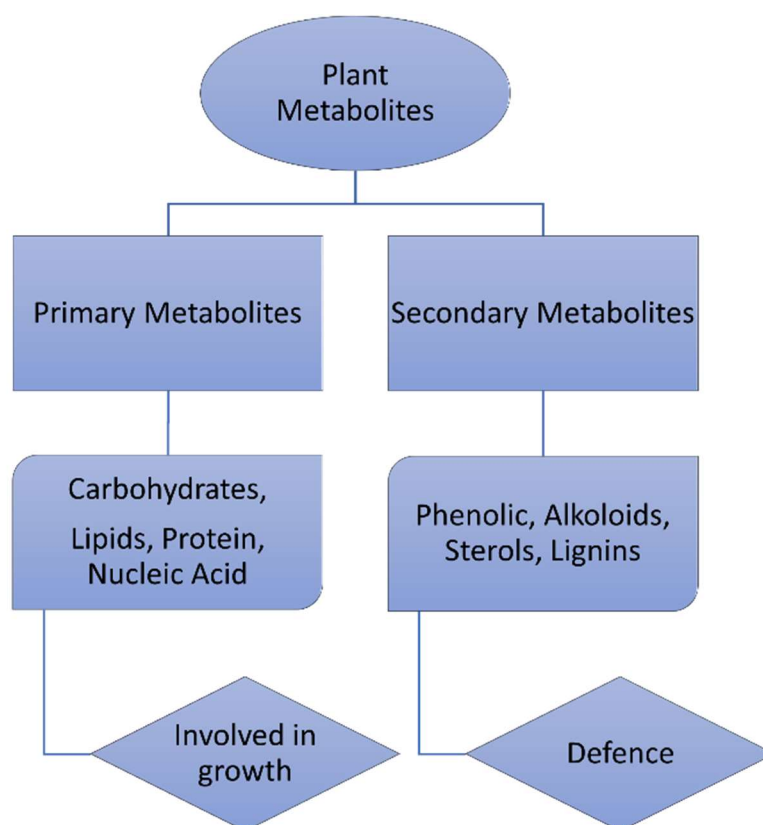 Plant
Metabolites
Primary Metabolites
Secondary Metabolites
Carbohydrates,
Lipids, Protein,
Nucleic Acid
Phenolic, Alkoloids,
Sterols, Lignins
Involved in
growth
Defence